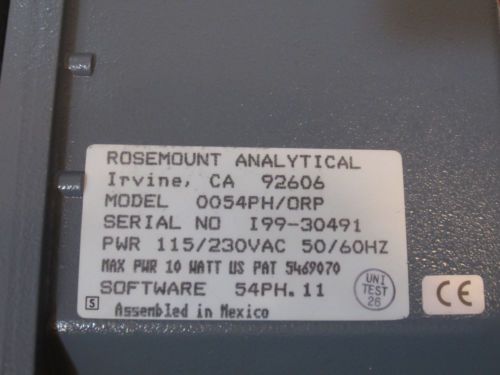 ROSEMOUNT ANALYTICAL
Irvine, CA 92606
MODEL 0054PH/ORP
SERIAL NO I99-30491
PWR 115/230VAC 50/60HZ
MAX PWR 10 WATT US PAT 5469070
SOFTWARE 54PH.11
UNI
TEST
26
S
Assembled in Mexico
CE